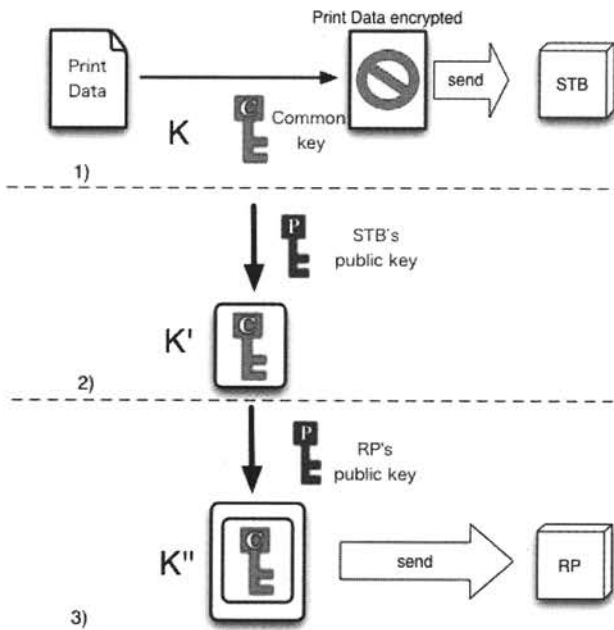 Print Data encrypted
Print
Data
send
STB
K
C
Common
key
1)
P
STB's
public key
K'
C
2)
P
RP's
public key
K"
C
send
RP
3)